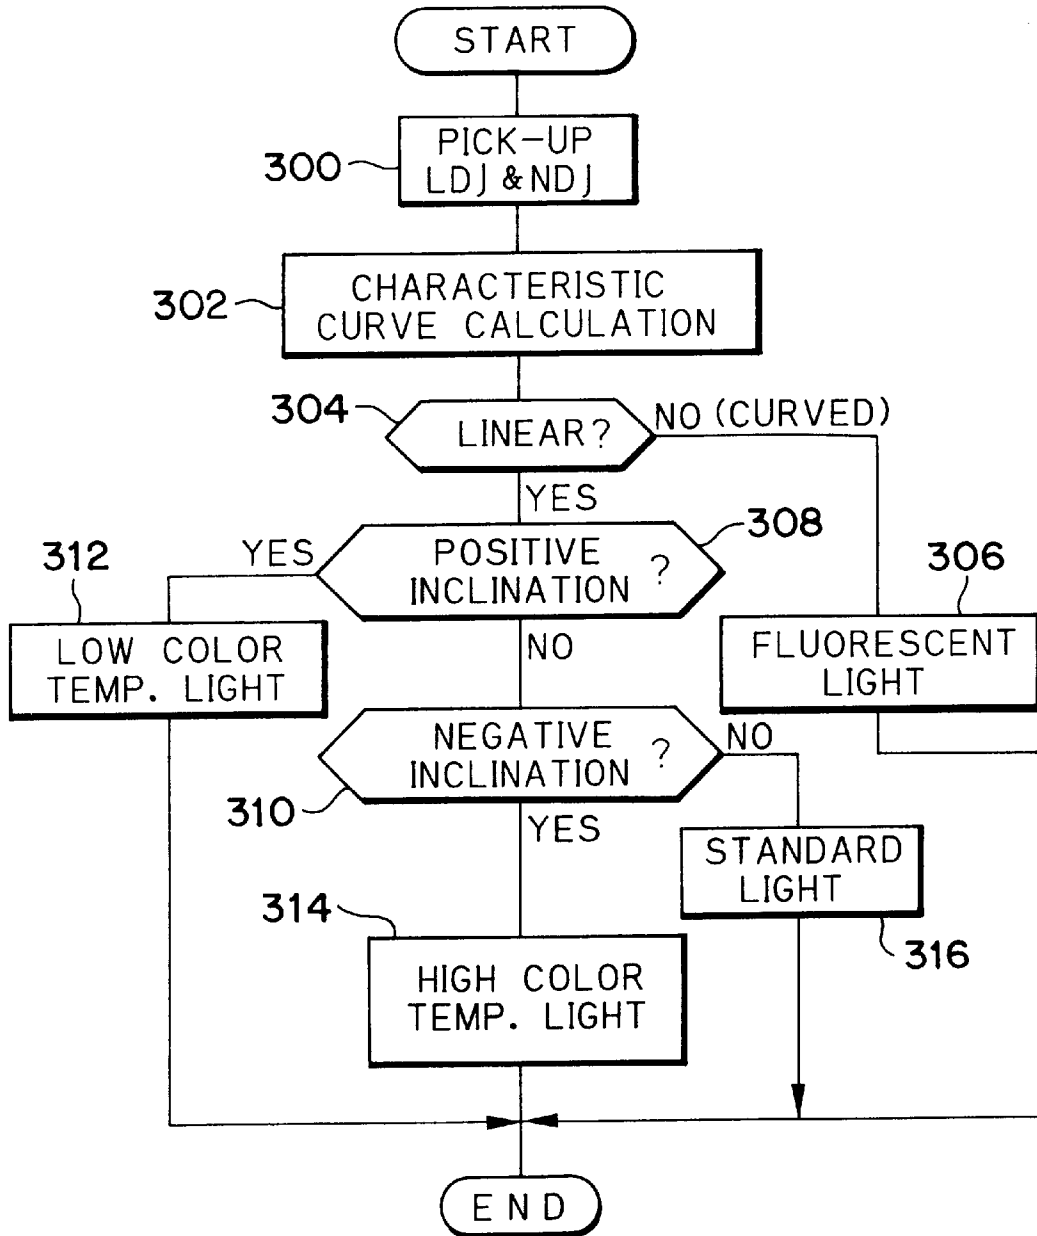 START
300
PICK-UP
LDJ & NDJ
302
CHARACTERISTIC
CURVE CALCULATION
304
LINEAR?
NO (CURVED)
YES
308
POSITIVE
INCLINATION ?
YES
312
306
LOW COLOR
TEMP. LIGHT
NO
FLUORESCENT
LIGHT
NEGATIVE
INCLINATION ?
NO
310
YES
STANDARD
LIGHT
314
316
HIGH COLOR
TEMP. LIGHT
END